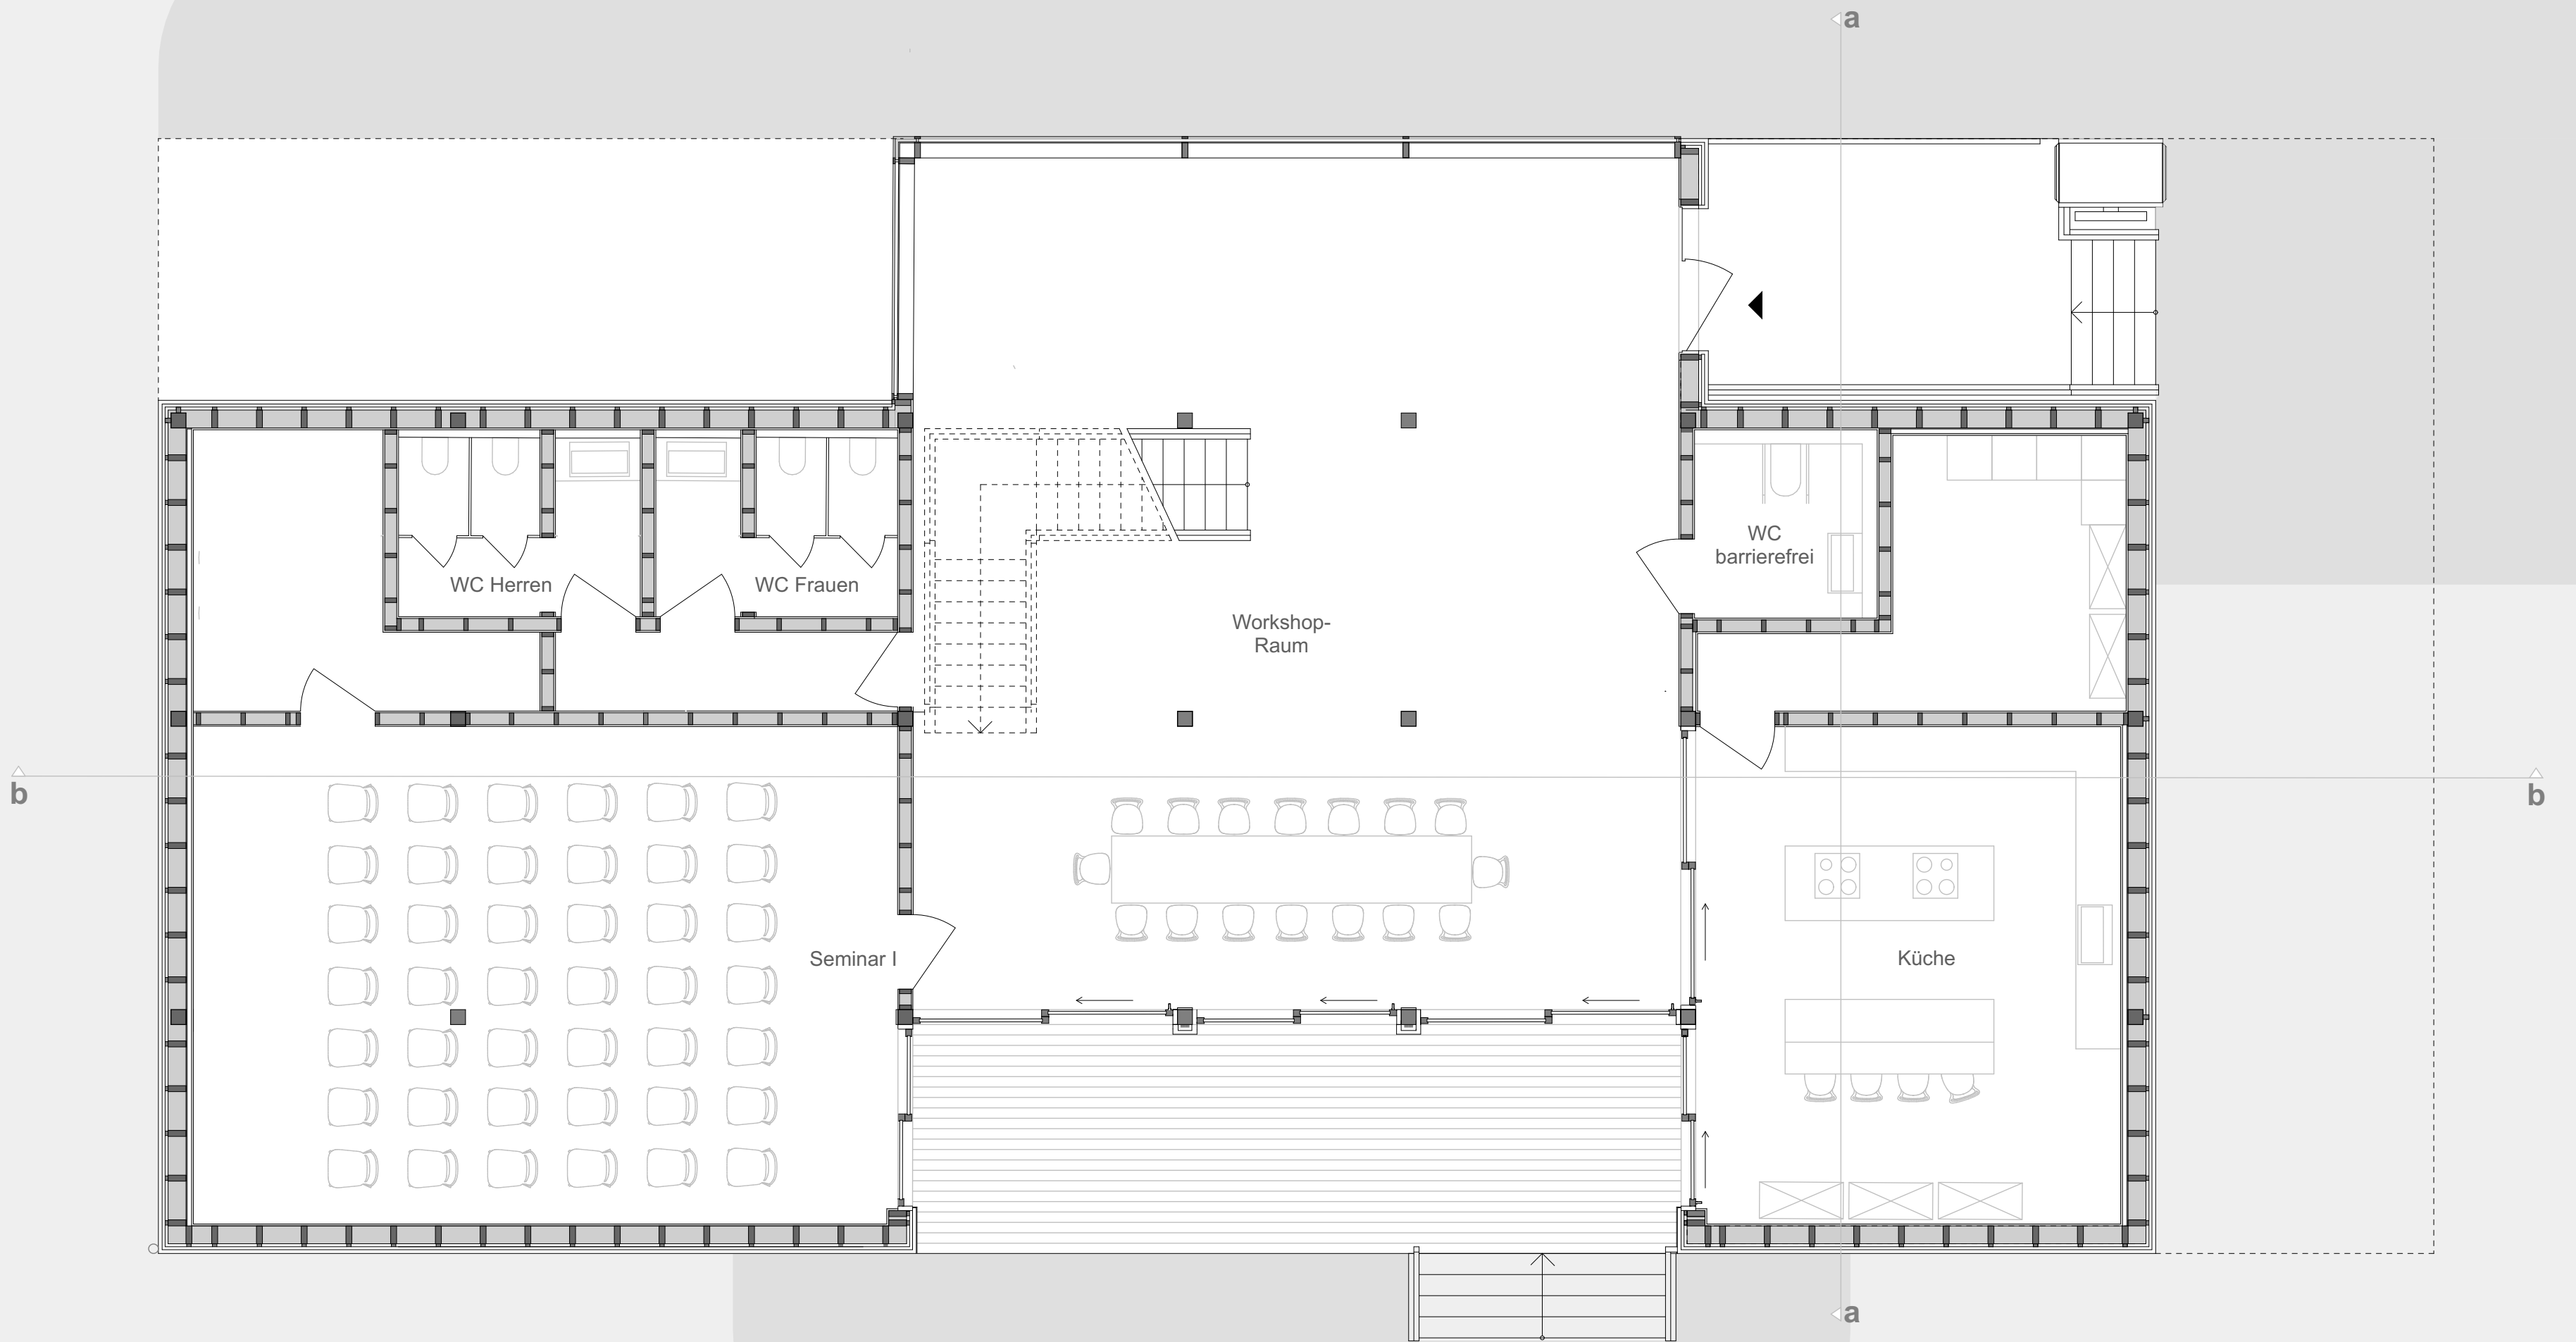 a
WC Herren
WC Frauen
WC
barrierefrei
Workshop-
Raum
b
b
Seminar I
Küche
a